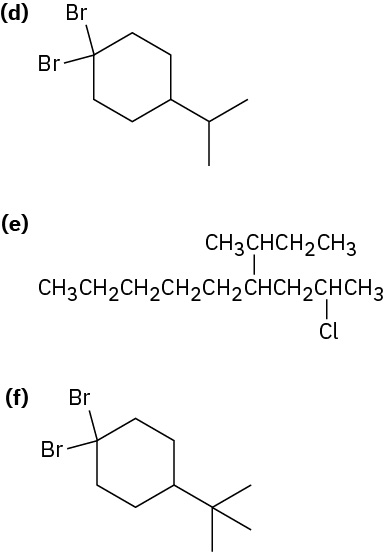 (d)
Br
Br
(e)
CH₃CHCH₂CH₃
CH₃CH₂CH₂CH₂CH₂CHCH₂CHCH₃
Cl
(f)
Br
Br